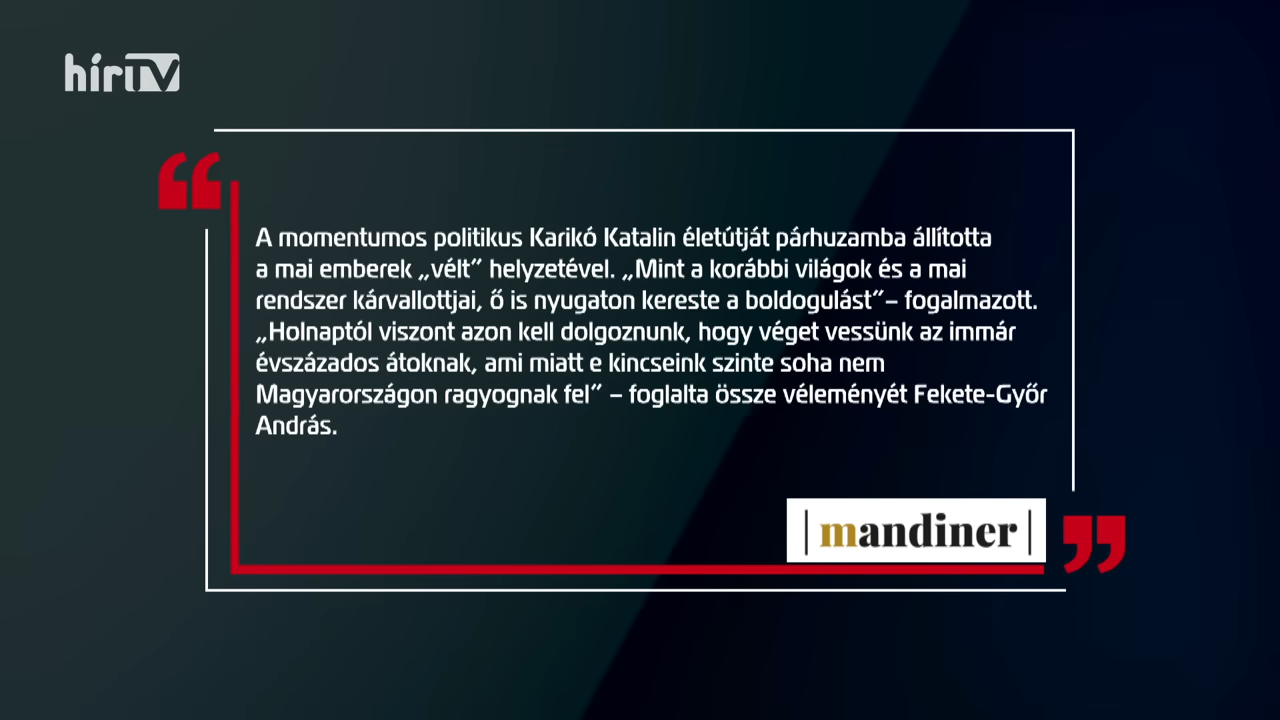 hírTV
A momentumos politikus Karikó Katalin életútját párhuzamba állította
a mai emberek „vélt” helyzetével. „Mint a korábbi világok és a mai
rendszer kárvallottjai, ő is nyugaton kereste a boldogulást”– fogalmazott.
„Holnaptól viszont azon kell dolgoznunk, hogy véget vessünk az immár
évszázados átoknak, ami miatt e kincseink szinte soha nem
Magyarországon ragyognak fel” – foglalta össze véleményét Fekete-Győr
András.
| mandiner |